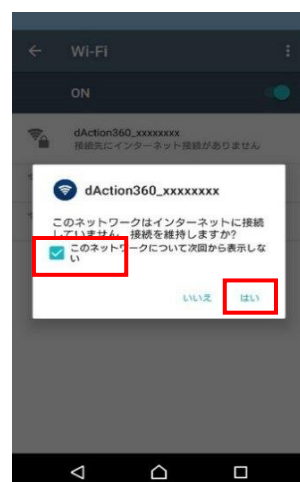 Wi-Fi
ON
dAction360_xxxxxxxx
接続先にインターネット接続がありません
dAction360_xxxxxxxx
このネットワークはインターネットに接続
していません。接続を維持しますか?
このネットワークについて次回から表示しな
い
いいえ
はい